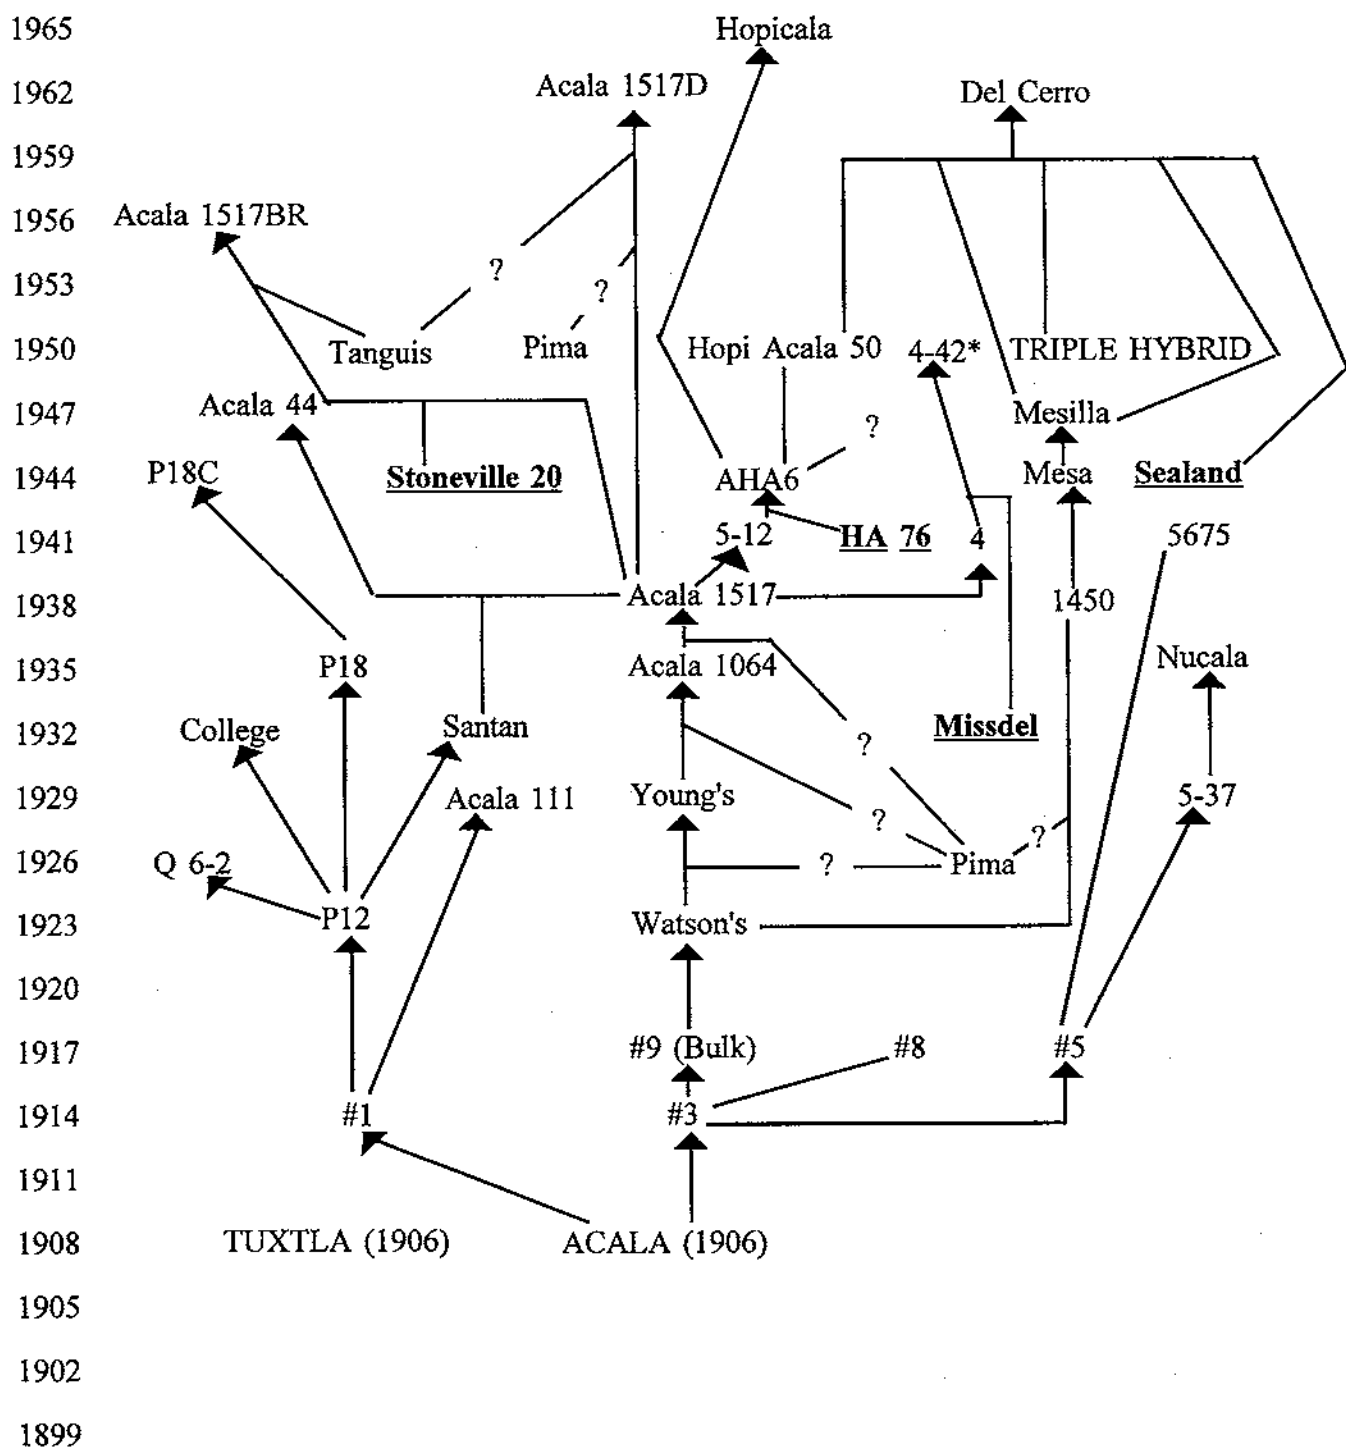 1965 Hopicala
1962 Acala 1517D Del Cerro
1959
1956 Acala 1517BR
1953 ? ?
1950 Tanguis Pima Hopi Acala 50 4-42* TRIPLE HYBRID
1947 Acala 44 ? Mesilla
1944 P18C Stoneville 20 AHA6 Mesa Sealand
1941 5-12 HA 76 4 5675
1938 Acala 1517 1450
1935 P18 Acala 1064 Nucala
1932 College Santan ? Missdel
1929 Acala 111 Young's ? ? 5-37
1926 Q 6-2 ? Pima
1923 P12 Watson's
1920
1917 #9 (Bulk) #8 #5
1914 #1 #3
1911
1908 TUXTLA (1906) ACALA (1906)
1905
1902
1899